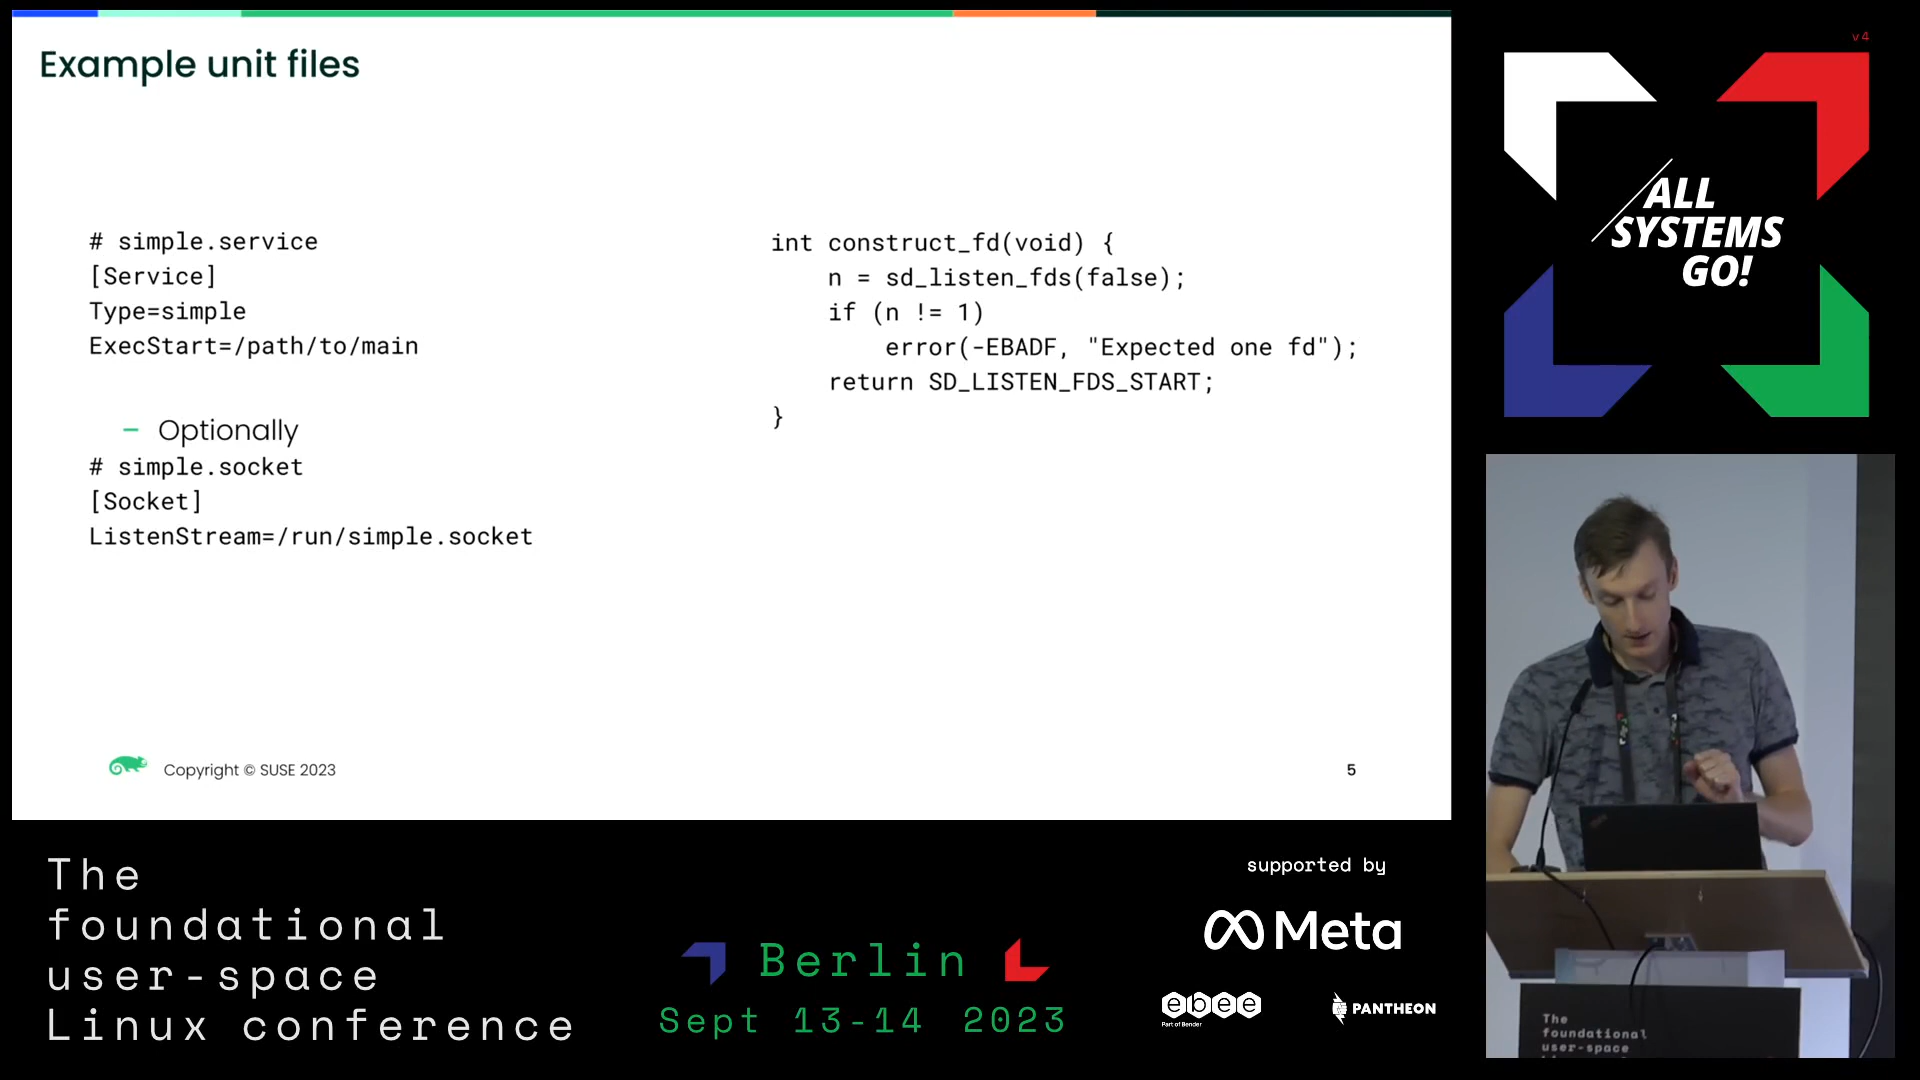 Example unit files
# simple.service
[Service]
Type=simple
ExecStart=/path/to/main
– Optionally
# simple.socket
[Socket]
ListenStream=/run/simple.socket
int construct_fd(void) {
n = sd_listen_fds(false);
if (n != 1)
error(-EBADF, "Expected one fd");
return SD_LISTEN_FDS_START;
}
Copyright © SUSE 2023
5
v4
ALL
SYSTEMS
GO!
The
foundational
user-space
Linux conference
Berlin
Sept 13-14 2023
supported by
Meta
ebee
Part of Bender
PANTHEON
The
foundational
user-space